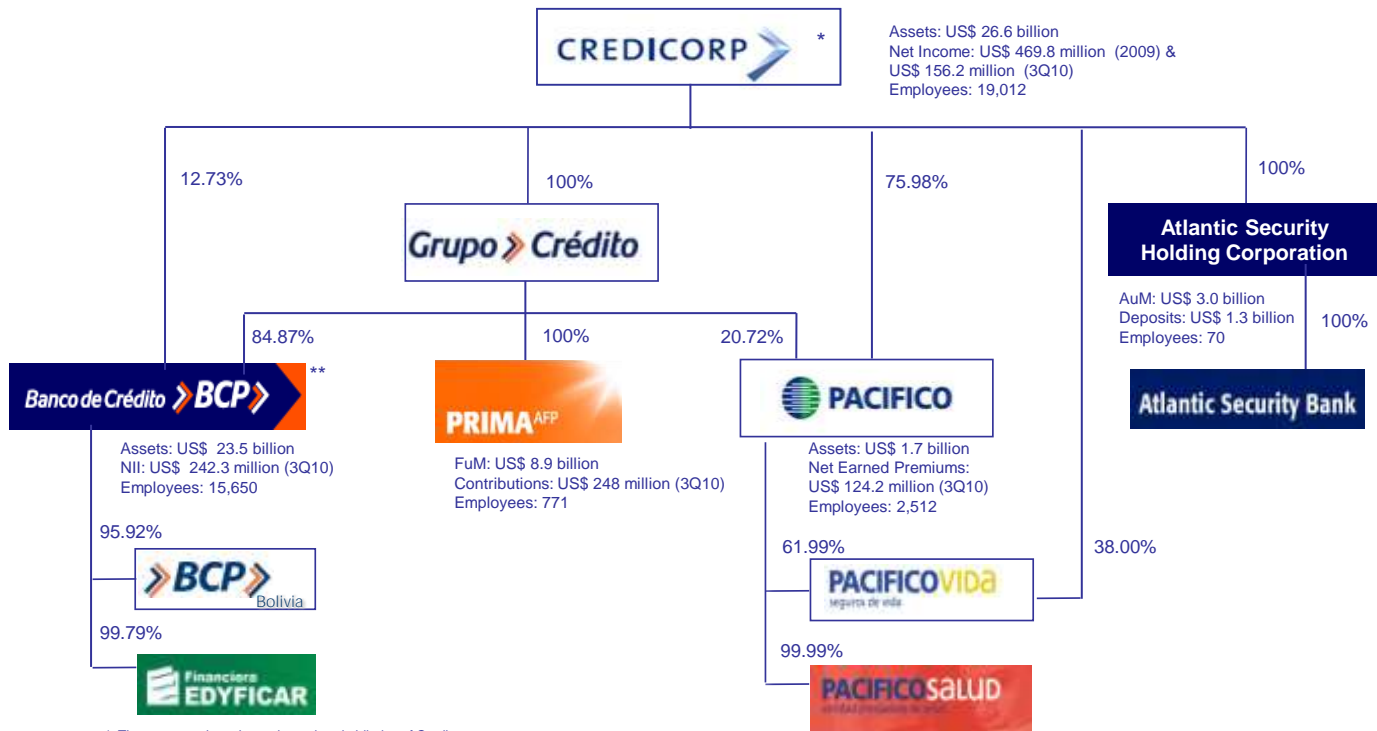 CREDICORP
*
Assets: US$ 26.6 billion
Net Income: US$ 469.8 million (2009) &
US$ 156.2 million (3Q10)
Employees: 19,012
12.73%
100%
75.98%
100%
Grupo Crédito
Atlantic Security
Holding Corporation
AuM: US$ 3.0 billion
Deposits: US$ 1.3 billion
Employees: 70
100%
Atlantic Security Bank
84.87%
100%
20.72%
Banco de Crédito BCP
**
PRIMA AFP
PACIFICO
Assets: US$ 23.5 billion
NII: US$ 242.3 million (3Q10)
Employees: 15,650
FuM: US$ 8.9 billion
Contributions: US$ 248 million (3Q10)
Employees: 771
Assets: US$ 1.7 billion
Net Earned Premiums:
US$ 124.2 million (3Q10)
Employees: 2,512
95.92%
BCP
Bolivia
61.99%
38.00%
PACIFICOVIDA
seguros de vida
99.79%
Financiera
EDYFICAR
99.99%
PACIFICOSALUD